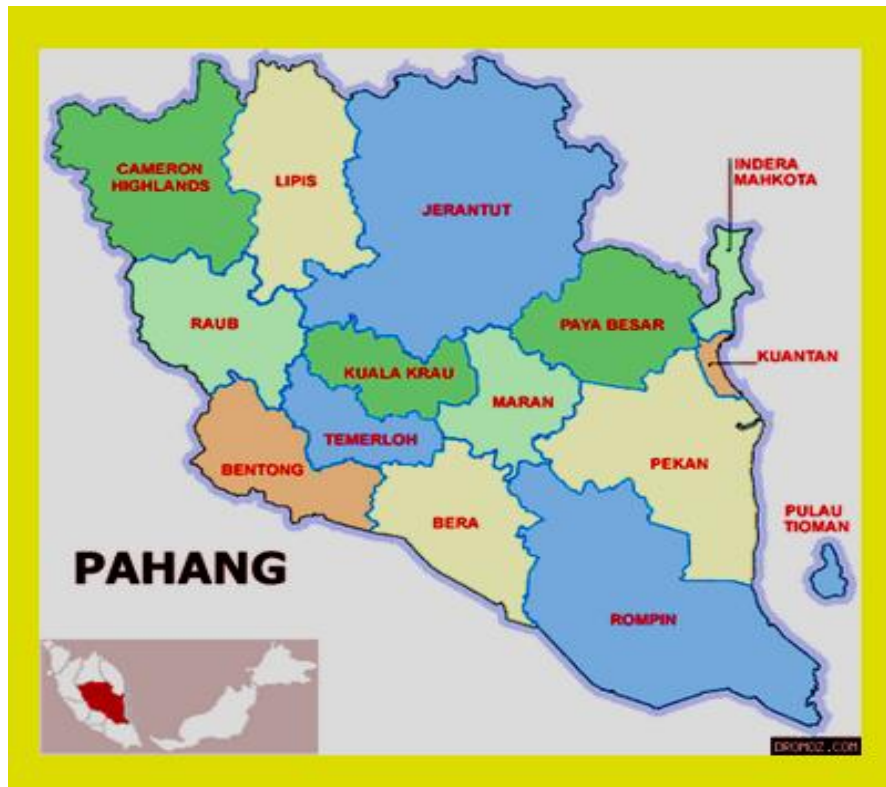 CAMERON
HIGHLANDS
LIPIS
JERANTUT
INDERA
MAHKOTA
RAUB
PAYA BESAR
KUALA KRAU
KUANTAN
MARAN
TEMERLOH
BENTONG
PEKAN
BERA
PULAU
TIOMAN
PAHANG
ROMPIN
DROMOZ.COM